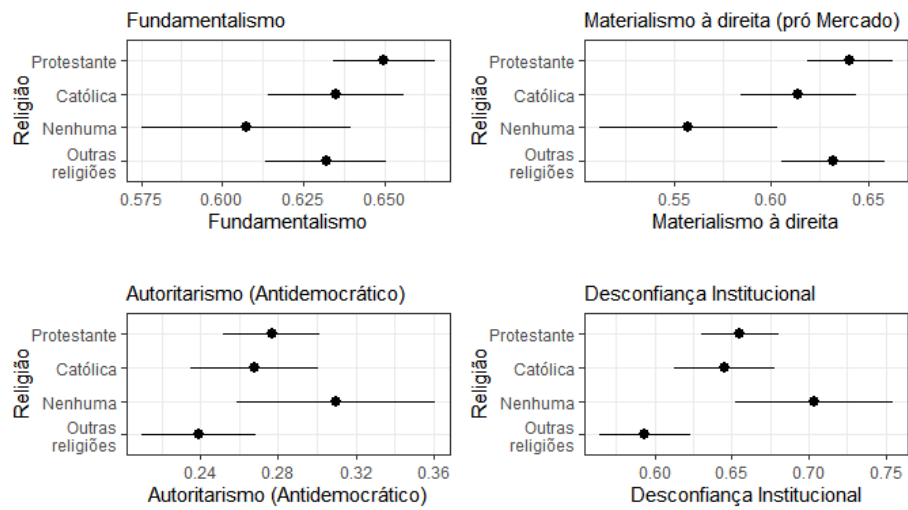 Fundamentalismo
Religião
Protestante
Católica
Nenhuma
Outras
religiões
0.575 0.600 0.625 0.650
Fundamentalismo
Materialismo à direita (pró Mercado)
Religião
Protestante
Católica
Nenhuma
Outras
religiões
0.55 0.60 0.65
Materialismo à direita
Autoritarismo (Antidemocrático)
Religião
Protestante
Católica
Nenhuma
Outras
religiões
0.24 0.28 0.32 0.36
Autoritarismo (Antidemocrático)
Desconfiança Institucional
Religião
Protestante
Católica
Nenhuma
Outras
religiões
0.60 0.65 0.70 0.75
Desconfiança Institucional